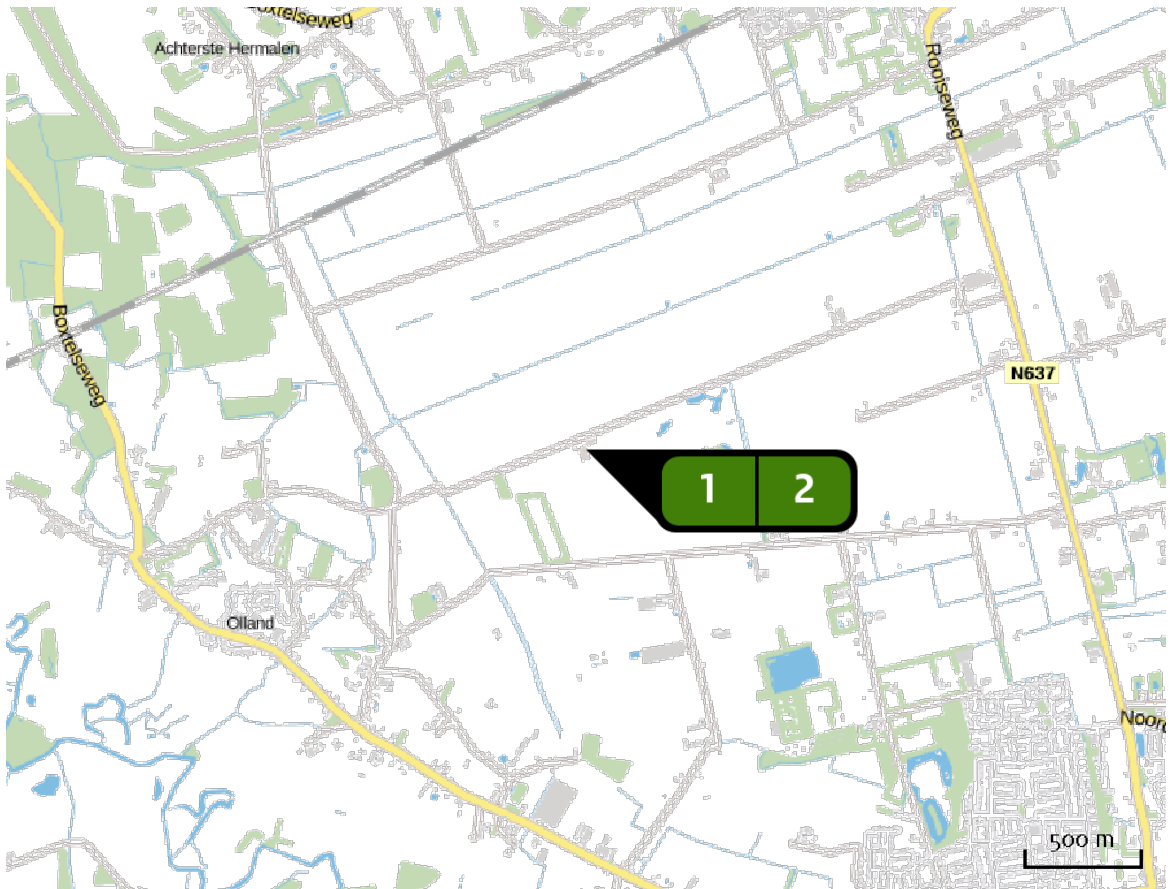 Boxtelseweg
Achterste Hermalen
Rooiseweg
Boxtelseweg
N637
1 2
Olland
Noord
500 m